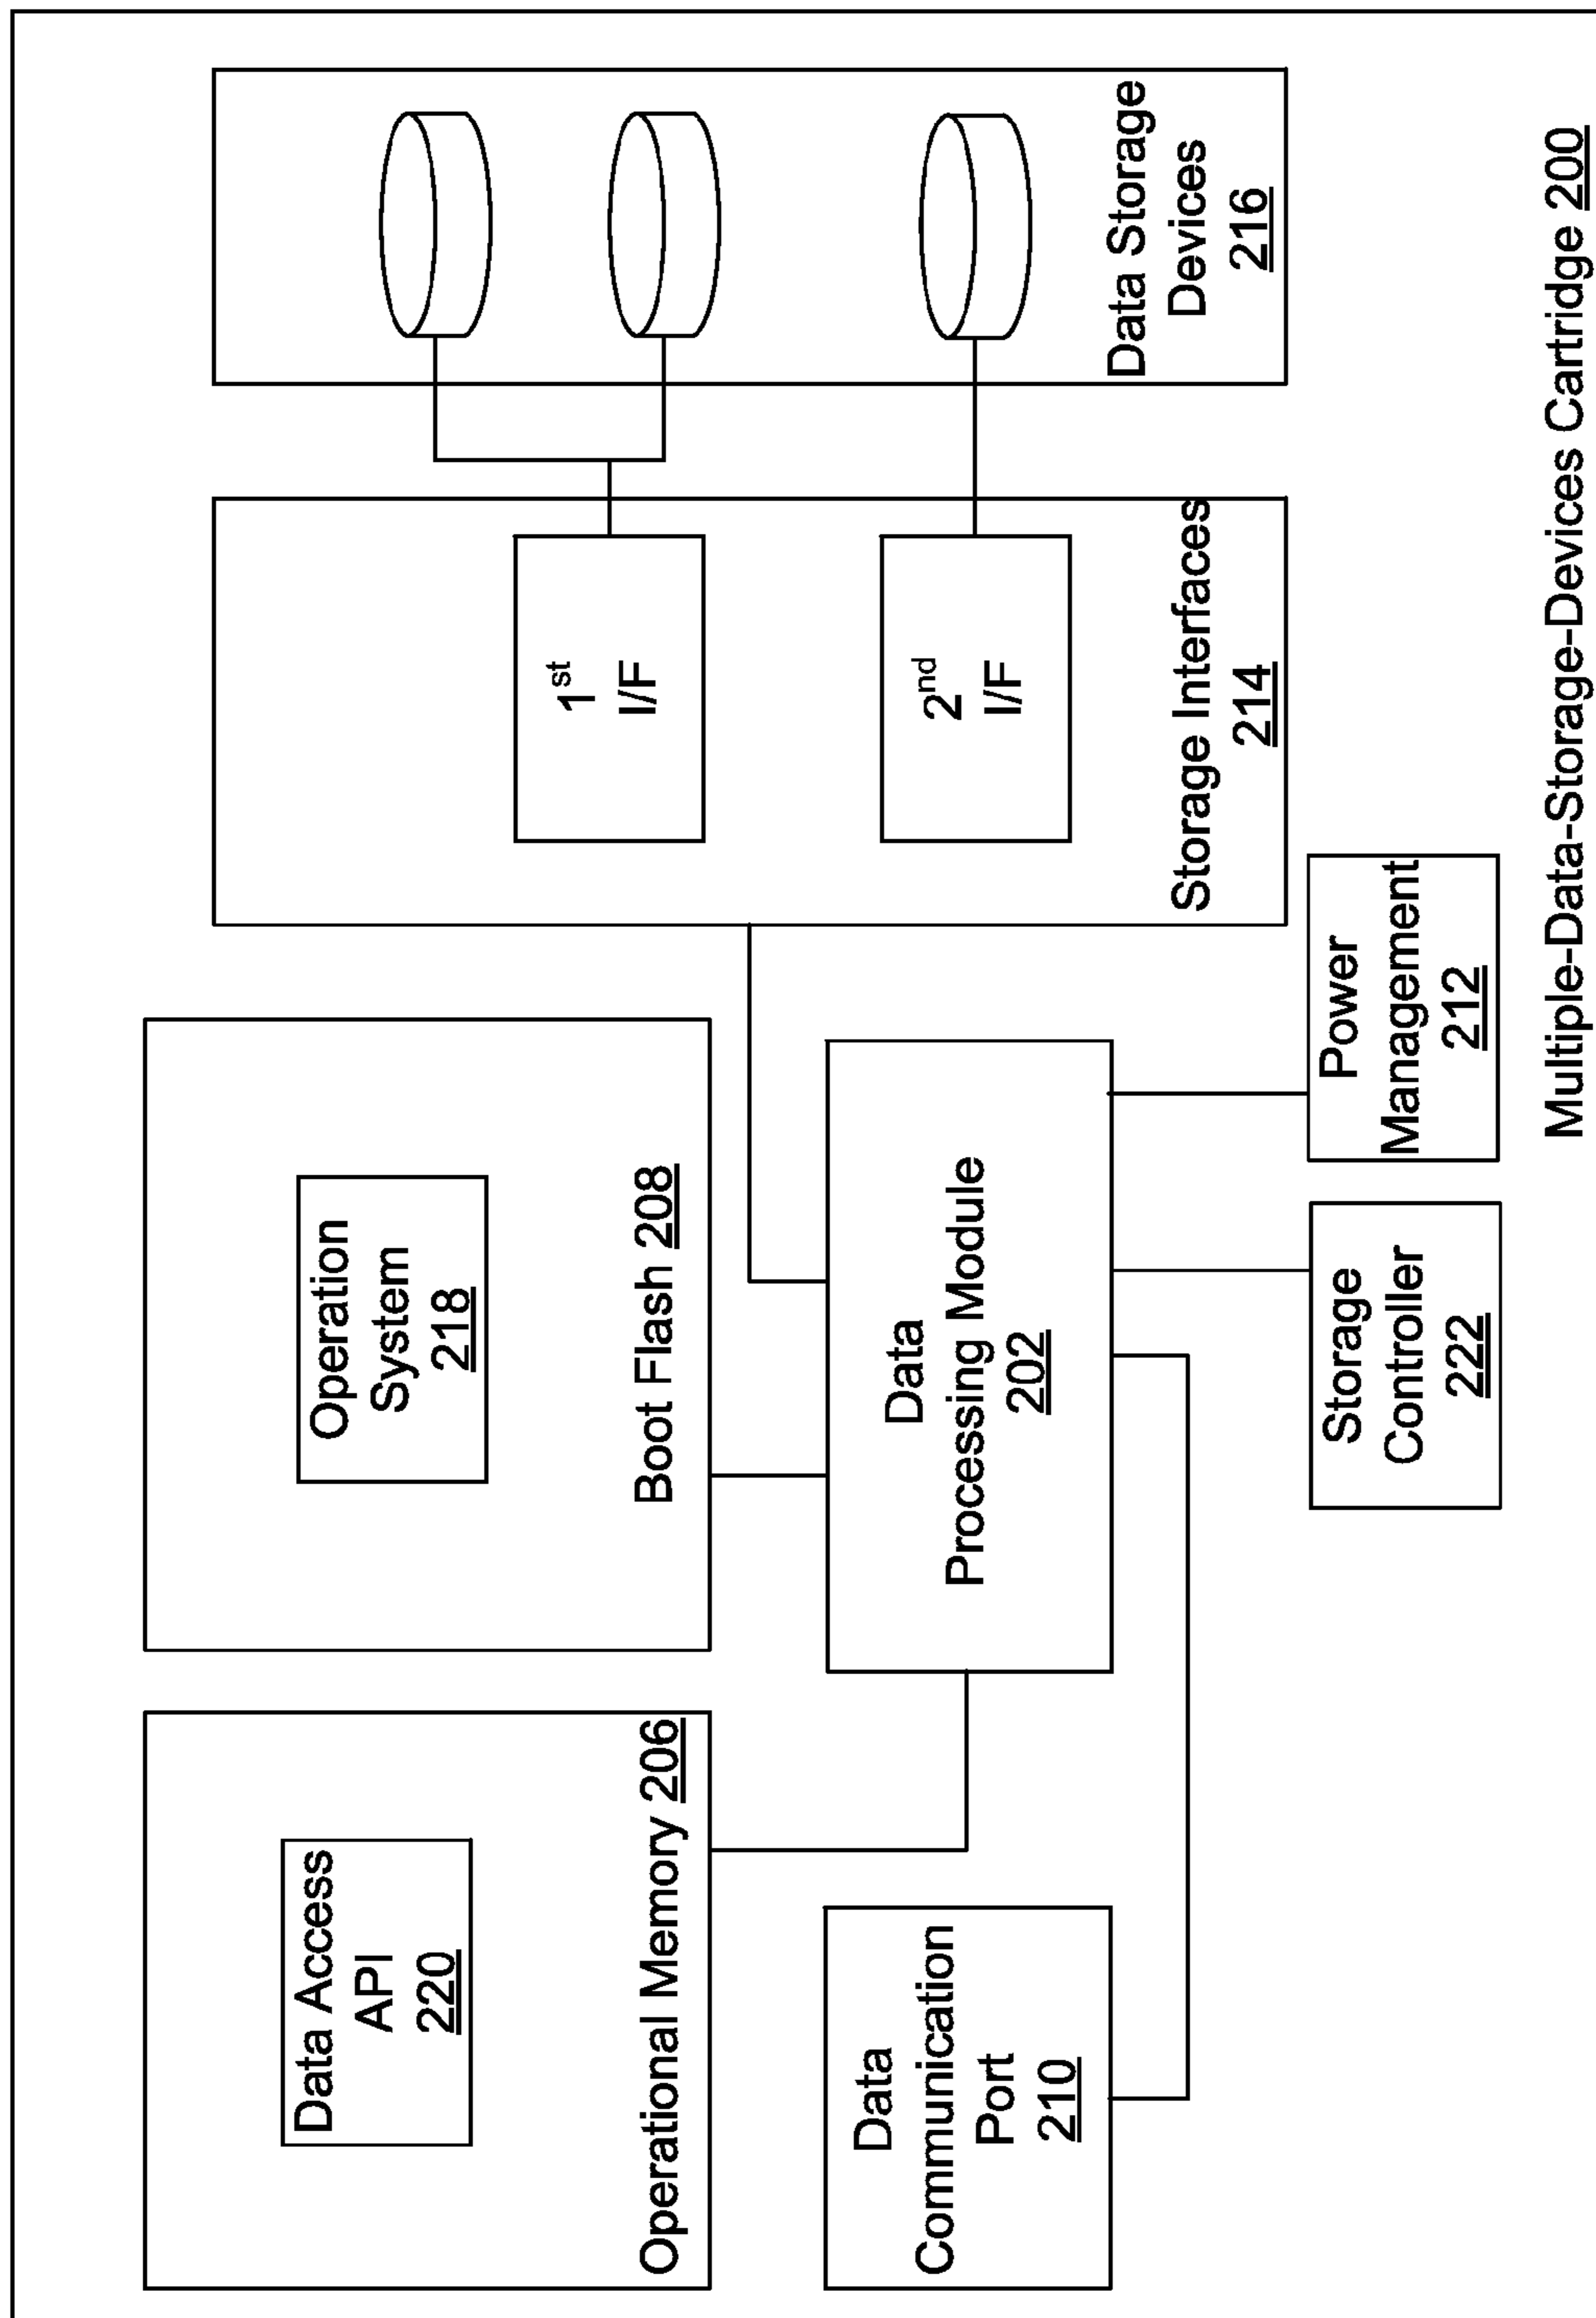 Data Access
API
220
Operational Memory 206
Operation
System
218
Boot Flash 208
1st
I/F
2nd
I/F
Storage Interfaces
214
Data Storage
Devices
216
Data
Communication
Port
210
Data
Processing Module
202
Storage
Controller
222
Power
Management
212
Multiple-Data-Storage-Devices Cartridge 200